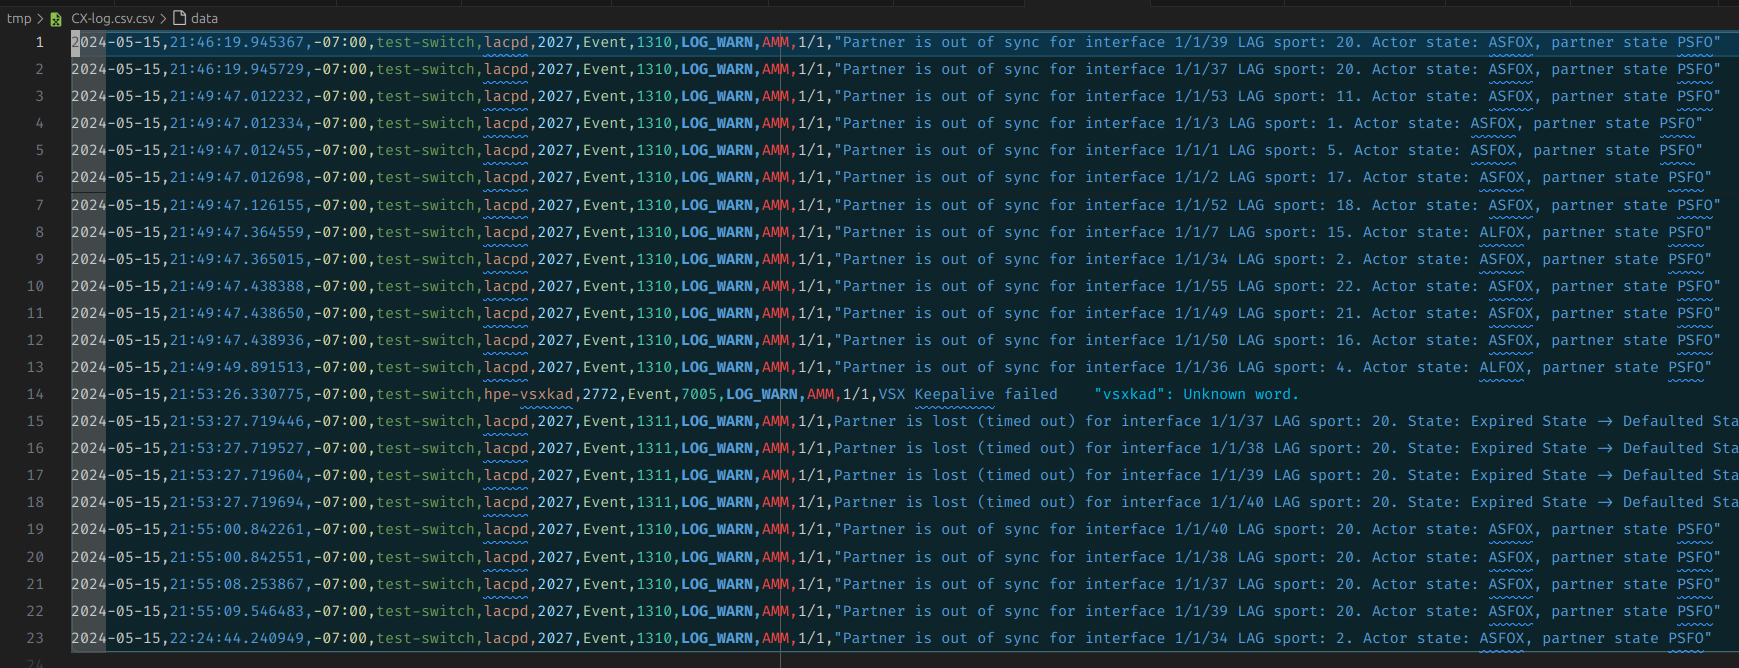 tmp > CX-log.csv.csv > data
1 2024-05-15,21:46:19.945367,-07:00,test-switch,lacpd,2027,Event,1310,LOG_WARN,AMM,1/1,"Partner is out of sync for interface 1/1/39 LAG sport: 20. Actor state: ASFOX, partner state PSFO"
2 2024-05-15,21:46:19.945729,-07:00,test-switch,lacpd,2027,Event,1310,LOG_WARN,AMM,1/1,"Partner is out of sync for interface 1/1/37 LAG sport: 20. Actor state: ASFOX, partner state PSFO"
3 2024-05-15,21:49:47.012232,-07:00,test-switch,lacpd,2027,Event,1310,LOG_WARN,AMM,1/1,"Partner is out of sync for interface 1/1/53 LAG sport: 11. Actor state: ASFOX, partner state PSFO"
4 2024-05-15,21:49:47.012334,-07:00,test-switch,lacpd,2027,Event,1310,LOG_WARN,AMM,1/1,"Partner is out of sync for interface 1/1/3 LAG sport: 1. Actor state: ASFOX, partner state PSFO"
5 2024-05-15,21:49:47.012455,-07:00,test-switch,lacpd,2027,Event,1310,LOG_WARN,AMM,1/1,"Partner is out of sync for interface 1/1/1 LAG sport: 5. Actor state: ASFOX, partner state PSFO"
6 2024-05-15,21:49:47.012698,-07:00,test-switch,lacpd,2027,Event,1310,LOG_WARN,AMM,1/1,"Partner is out of sync for interface 1/1/2 LAG sport: 17. Actor state: ASFOX, partner state PSFO"
7 2024-05-15,21:49:47.126155,-07:00,test-switch,lacpd,2027,Event,1310,LOG_WARN,AMM,1/1,"Partner is out of sync for interface 1/1/52 LAG sport: 18. Actor state: ASFOX, partner state PSFO"
8 2024-05-15,21:49:47.364559,-07:00,test-switch,lacpd,2027,Event,1310,LOG_WARN,AMM,1/1,"Partner is out of sync for interface 1/1/7 LAG sport: 15. Actor state: ALFOX, partner state PSFO"
9 2024-05-15,21:49:47.365015,-07:00,test-switch,lacpd,2027,Event,1310,LOG_WARN,AMM,1/1,"Partner is out of sync for interface 1/1/34 LAG sport: 2. Actor state: ASFOX, partner state PSFO"
10 2024-05-15,21:49:47.438388,-07:00,test-switch,lacpd,2027,Event,1310,LOG_WARN,AMM,1/1,"Partner is out of sync for interface 1/1/55 LAG sport: 22. Actor state: ASFOX, partner state PSFO"
11 2024-05-15,21:49:47.438650,-07:00,test-switch,lacpd,2027,Event,1310,LOG_WARN,AMM,1/1,"Partner is out of sync for interface 1/1/49 LAG sport: 21. Actor state: ASFOX, partner state PSFO"
12 2024-05-15,21:49:47.438936,-07:00,test-switch,lacpd,2027,Event,1310,LOG_WARN,AMM,1/1,"Partner is out of sync for interface 1/1/50 LAG sport: 16. Actor state: ASFOX, partner state PSFO"
13 2024-05-15,21:49:49.891513,-07:00,test-switch,lacpd,2027,Event,1310,LOG_WARN,AMM,1/1,"Partner is out of sync for interface 1/1/36 LAG sport: 4. Actor state: ALFOX, partner state PSFO"
14 2024-05-15,21:53:26.330775,-07:00,test-switch,hpe-vsxkad,2772,Event,7005,LOG_WARN,AMM,1/1,VSX Keepalive failed "vsxkad": Unknown word.
15 2024-05-15,21:53:27.719446,-07:00,test-switch,lacpd,2027,Event,1311,LOG_WARN,AMM,1/1,Partner is lost (timed out) for interface 1/1/37 LAG sport: 20. State: Expired State → Defaulted Sta
16 2024-05-15,21:53:27.719527,-07:00,test-switch,lacpd,2027,Event,1311,LOG_WARN,AMM,1/1,Partner is lost (timed out) for interface 1/1/38 LAG sport: 20. State: Expired State → Defaulted Sta
17 2024-05-15,21:53:27.719604,-07:00,test-switch,lacpd,2027,Event,1311,LOG_WARN,AMM,1/1,Partner is lost (timed out) for interface 1/1/39 LAG sport: 20. State: Expired State → Defaulted Sta
18 2024-05-15,21:53:27.719694,-07:00,test-switch,lacpd,2027,Event,1311,LOG_WARN,AMM,1/1,Partner is lost (timed out) for interface 1/1/40 LAG sport: 20. State: Expired State → Defaulted Sta
19 2024-05-15,21:55:00.842261,-07:00,test-switch,lacpd,2027,Event,1310,LOG_WARN,AMM,1/1,"Partner is out of sync for interface 1/1/40 LAG sport: 20. Actor state: ASFOX, partner state PSFO"
20 2024-05-15,21:55:00.842551,-07:00,test-switch,lacpd,2027,Event,1310,LOG_WARN,AMM,1/1,"Partner is out of sync for interface 1/1/38 LAG sport: 20. Actor state: ASFOX, partner state PSFO"
21 2024-05-15,21:55:08.253867,-07:00,test-switch,lacpd,2027,Event,1310,LOG_WARN,AMM,1/1,"Partner is out of sync for interface 1/1/37 LAG sport: 20. Actor state: ASFOX, partner state PSFO"
22 2024-05-15,21:55:09.546483,-07:00,test-switch,lacpd,2027,Event,1310,LOG_WARN,AMM,1/1,"Partner is out of sync for interface 1/1/39 LAG sport: 20. Actor state: ASFOX, partner state PSFO"
23 2024-05-15,22:24:44.240949,-07:00,test-switch,lacpd,2027,Event,1310,LOG_WARN,AMM,1/1,"Partner is out of sync for interface 1/1/34 LAG sport: 2. Actor state: ASFOX, partner state PSFO"
24